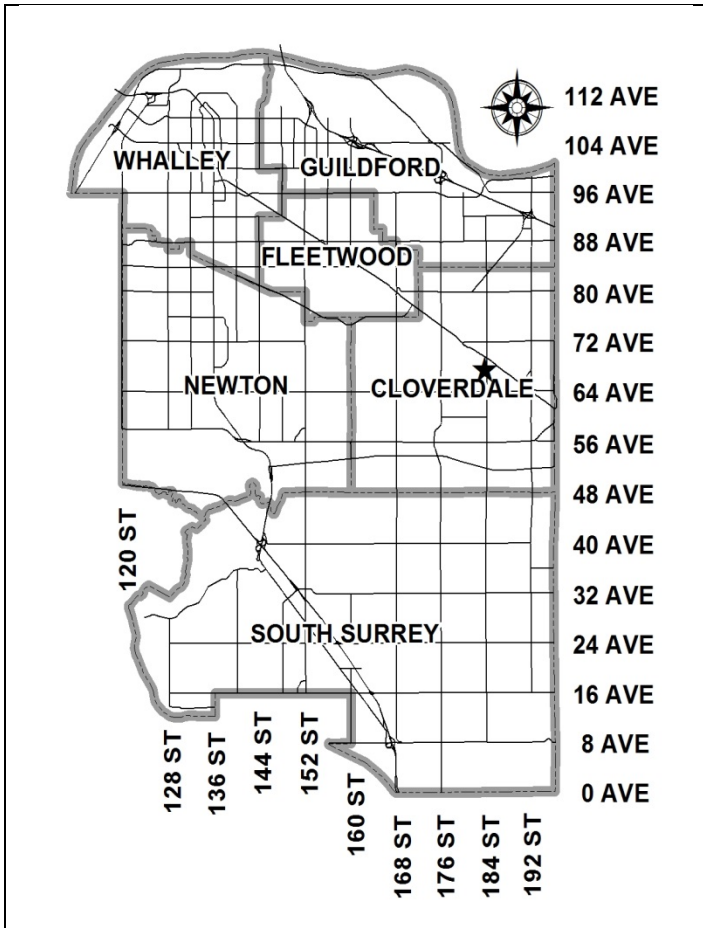 112 AVE
104 AVE
WHALLEY
GUILDFORD
96 AVE
88 AVE
FLEETWOOD
80 AVE
72 AVE
NEWTON
CLOVERDALE
64 AVE
56 AVE
48 AVE
120 ST
40 AVE
32 AVE
SOUTH SURREY
24 AVE
16 AVE
8 AVE
0 AVE
128 ST
136 ST
144 ST
152 ST
160 ST
168 ST
176 ST
184 ST
192 ST